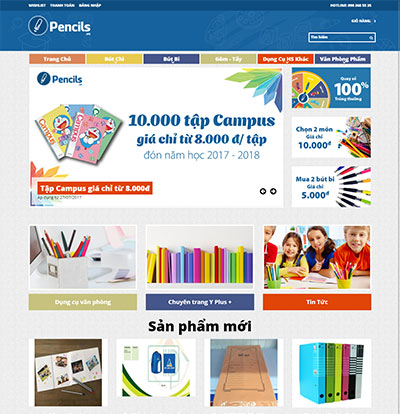 WISHLIST THANH TOÁN ĐĂNG NHẬP
HOTLINE: 098 268 55 35
Pencils
GIỎ HÀNG:
Tìm kiếm
Trang Chủ Bút Chì Bút Bi Gôm - Tẩy Dụng Cụ HS Khác Văn Phòng Phẩm
Pencils
10.000 tập Campus
giá chỉ từ 8.000 đ/ tập
đón năm học 2017 - 2018
Tập Campus giá chỉ từ 8.000đ
Áp dụng từ 27/07/2017
Quay số
100%
Trúng thưởng
Chọn 2 món
Giá chỉ
10.000đ
Mua 2 bút bi
Giá chỉ
5.000đ
Dụng cụ văn phòng
Chuyên trang Y Plus +
Tin Tức
Sản phẩm mới